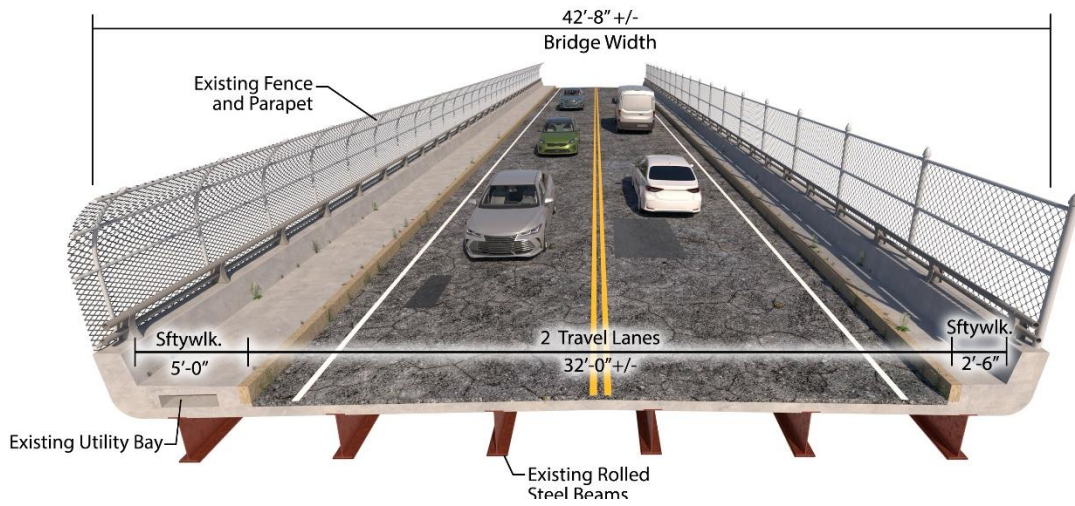 42’-8” +/-
Bridge Width
Existing Fence
and Parapet
Sftywlk.
5’-0”
2 Travel Lanes
32’-0” +/-
Sftywlk.
2’-6”
Existing Utility Bay
Existing Rolled
Steel Beams